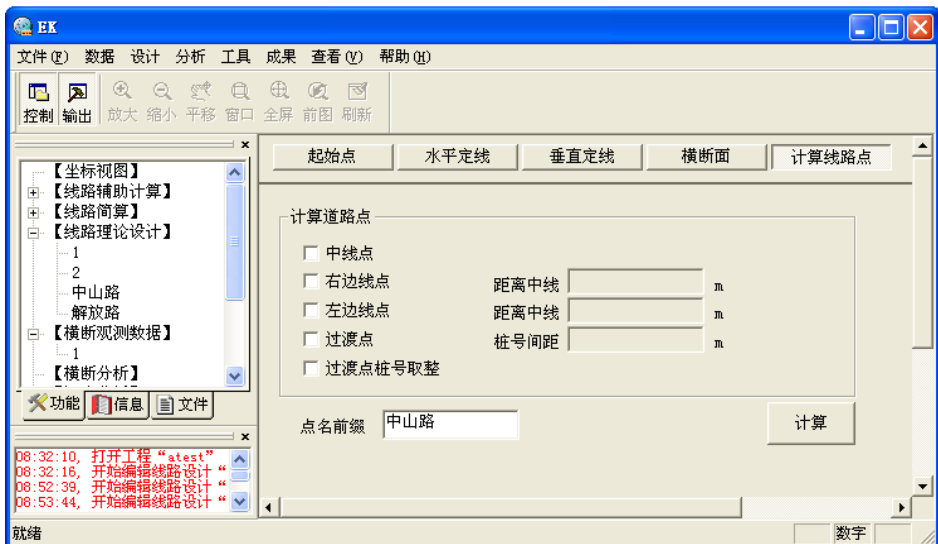 EK
文件(F) 数据 设计 分析 工具 成果 查看(V) 帮助(H)
控制 输出 放大 缩小 平移 窗口 全屏 前图 刷新
【坐标视图】
【线路辅助计算】
【线路简算】
【线路理论设计】
1
2
中山路
解放路
【横断观测数据】
1
【横断分析】
功能 信息 文件
08:32:10, 打开工程“atest”
08:32:16, 开始编辑线路设计“
08:52:39, 开始编辑线路设计“
08:53:44, 开始编辑线路设计“
起始点 水平定线 垂直定线 横断面 计算线路点
计算道路点
中线点
右边线点 距离中线 m
左边线点 距离中线 m
过渡点 桩号间距 m
过渡点桩号取整
点名前缀 中山路 计算
就绪 数字